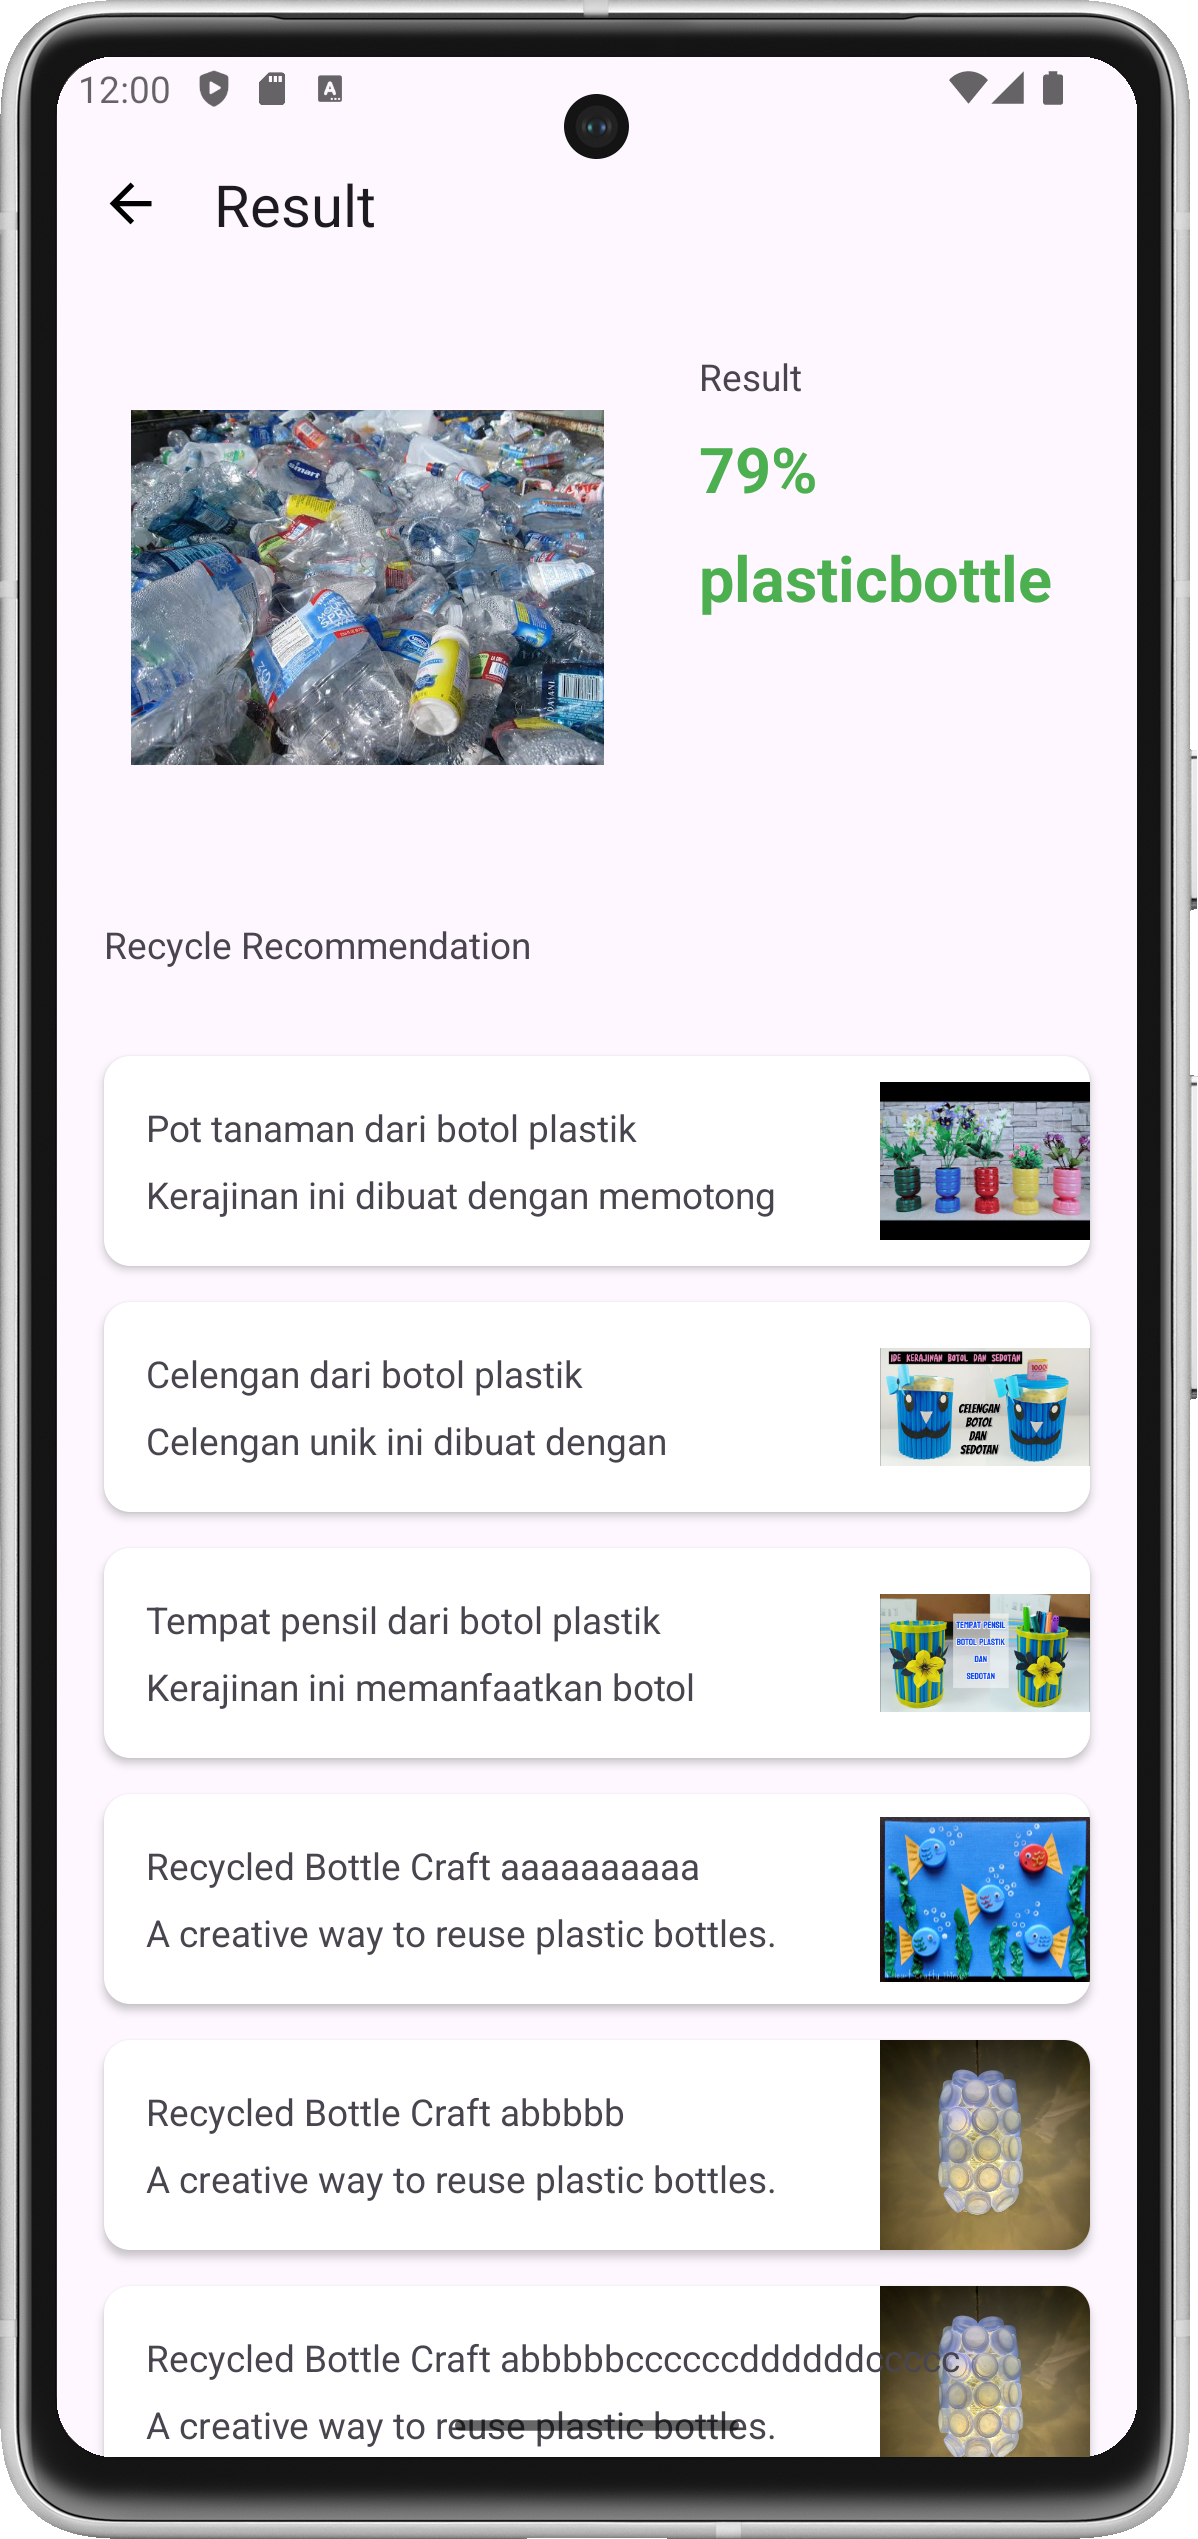 12:00
Result
Result
79%
plasticbottle
Recycle Recommendation
Pot tanaman dari botol plastik
Kerajinan ini dibuat dengan memotong
Celengan dari botol plastik
Celengan unik ini dibuat dengan
IDE KERAJINAN BOTOL DAN SEDOTAN
CELENGAN
BOTOL
DAN
SEDOTAN
Tempat pensil dari botol plastik
Kerajinan ini memanfaatkan botol
TEMPAT PENSIL
BOTOL PLASTIK
DAN
SEDOTAN
Recycled Bottle Craft aaaaaaaaaa
A creative way to reuse plastic bottles.
Recycled Bottle Craft abbbbb
A creative way to reuse plastic bottles.
Recycled Bottle Craft abbbbbccccccddddddccccc
A creative way to reuse plastic bottles.